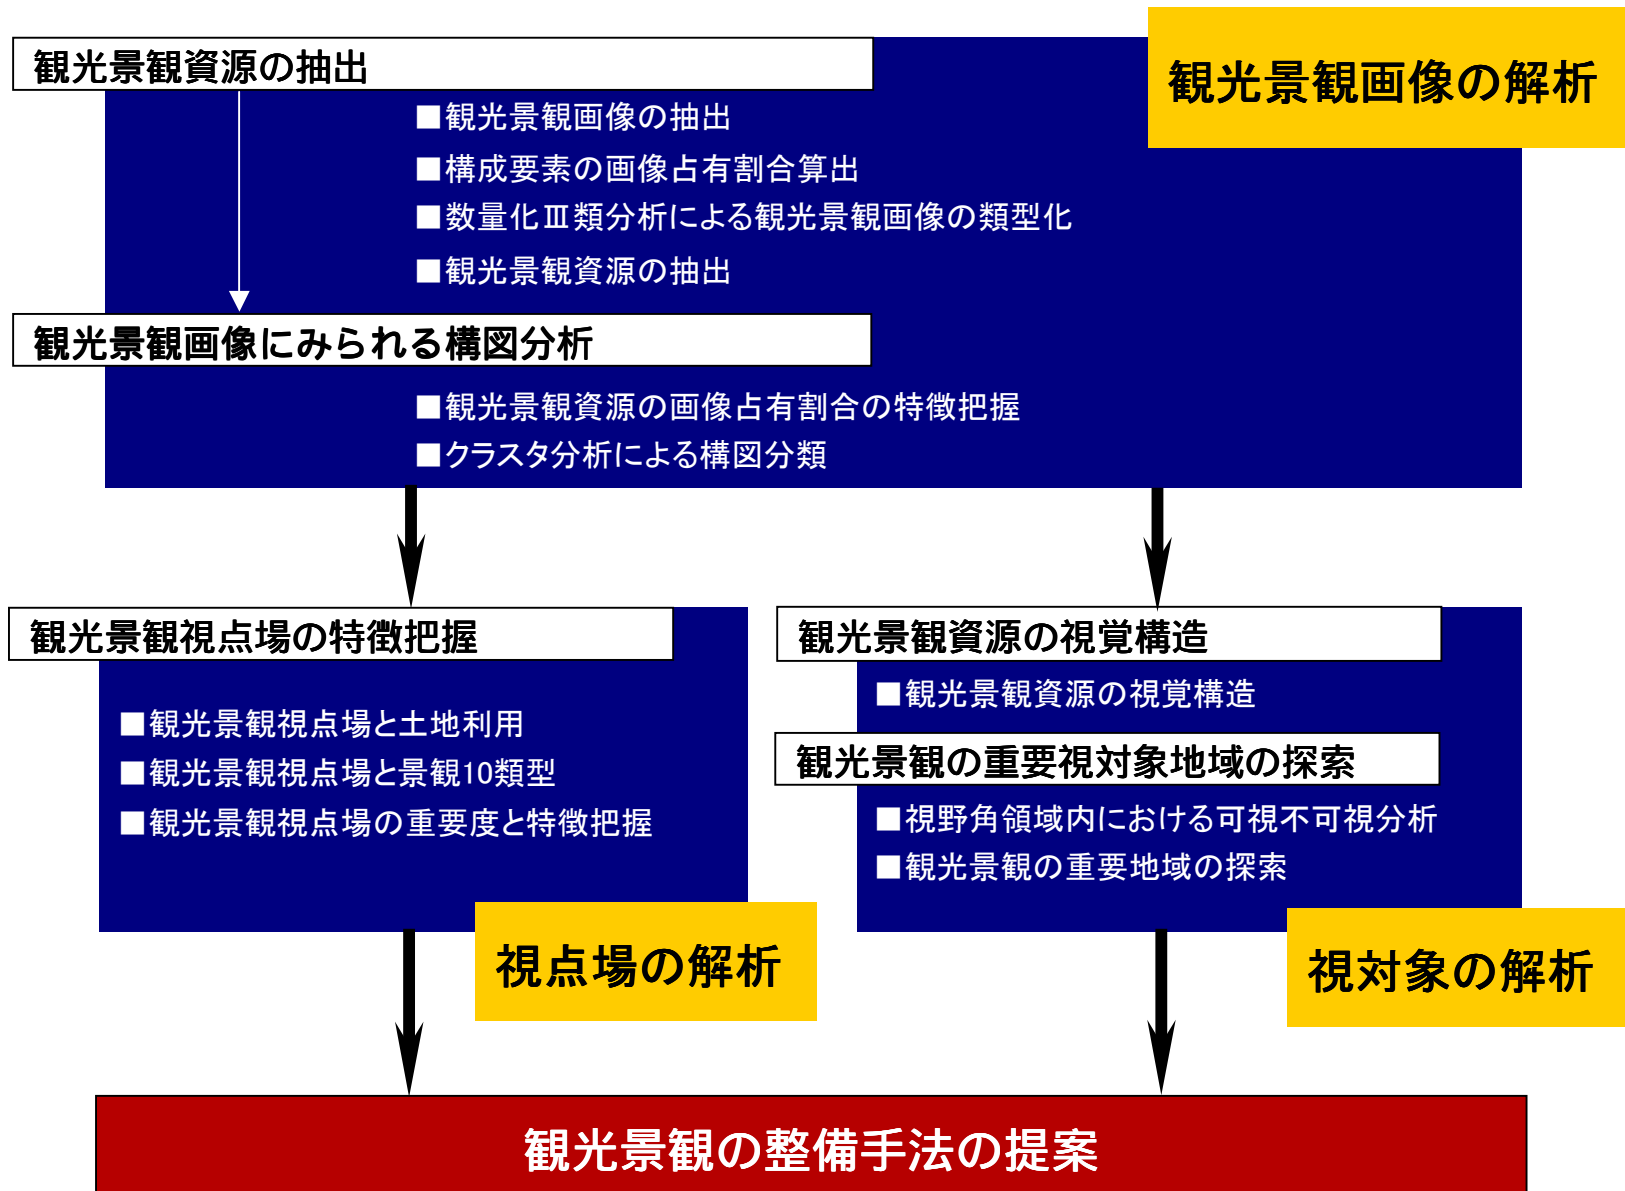 観光景観画像の解析
観光景観資源の抽出
■観光景観画像の抽出
■構成要素の画像占有割合算出
■数量化Ⅲ類分析による観光景観画像の類型化
■観光景観資源の抽出
観光景観画像にみられる構図分析
■観光景観資源の画像占有割合の特徴把握
■クラスタ分析による構図分類
観光景観視点場の特徴把握
■観光景観視点場と土地利用
■観光景観視点場と景観10類型
■観光景観視点場の重要度と特徴把握
視点場の解析
観光景観資源の視覚構造
■観光景観資源の視覚構造
観光景観の重要視対象地域の探索
■視野角領域内における可視不可視分析
■観光景観の重要地域の探索
視対象の解析
観光景観の整備手法の提案